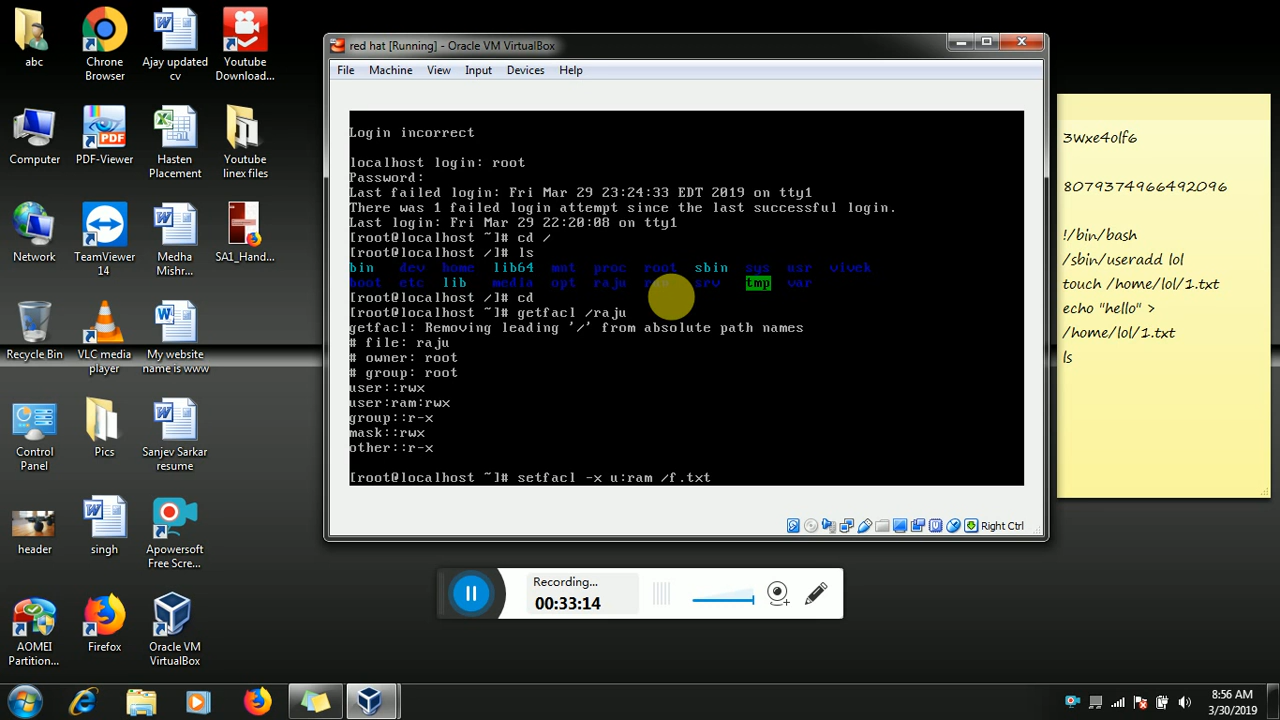 abc
Chrome
Browser
Ajay updated
cv
Youtube
Download...
Computer
PDF-Viewer
Hasten
Placement
Youtube
linex files
Network
TeamViewer
14
Medha
Mishr...
SA1_Hand...
Recycle Bin
VLC media
player
My website
name is www
Control
Panel
Pics
Sanjev Sarkar
resume
header
singh
Apowersoft
Free Scre...
AOMEI
Partition...
Firefox
Oracle VM
VirtualBox
red hat [Running] - Oracle VM VirtualBox
File Machine View Input Devices Help
Login incorrect
localhost login: root
Password:
Last failed login: Fri Mar 29 23:24:33 EDT 2019 on tty1
There was 1 failed login attempt since the last successful login.
Last login: Fri Mar 29 22:20:08 on tty1
[root@localhost ~]# cd /
[root@localhost /]# ls
bin dev home lib64 mnt proc root sbin sys usr vivek
boot etc lib media opt raju ram srv tmp var
[root@localhost /]# cd
[root@localhost ~]# getfacl /raju
getfacl: Removing leading '/' from absolute path names
# file: raju
# owner: root
# group: root
user::rwx
user:ram:rwx
group::r-x
mask::rwx
other::r-x
[root@localhost ~]# setfacl -x u:ram /f.txt
Right Ctrl
Recording...
00:33:14
3Wxe4olf6
8079374966492096
!/bin/bash
/sbin/useradd lol
touch /home/lol/1.txt
echo "hello" >
/home/lol/1.txt
ls
8:56 AM
3/30/2019